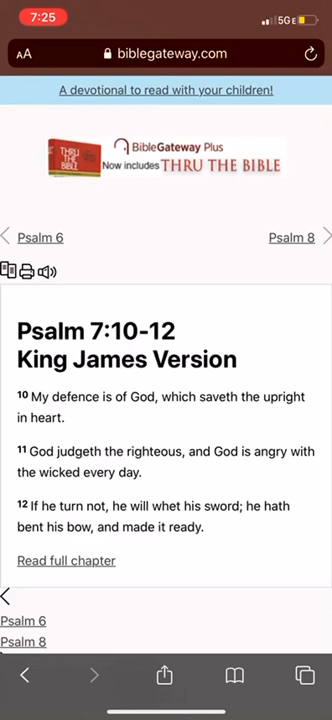 7:25
5GE
AA
biblegateway.com
A devotional to read with your children!
THRU THE BIBLE
BibleGateway Plus
Now includes THRU THE BIBLE
Psalm 6
Psalm 8
Psalm 7:10-12
King James Version
10 My defence is of God, which saveth the upright
in heart.
11 God judgeth the righteous, and God is angry with
the wicked every day.
12 If he turn not, he will whet his sword; he hath
bent his bow, and made it ready.
Read full chapter
Psalm 6
Psalm 8